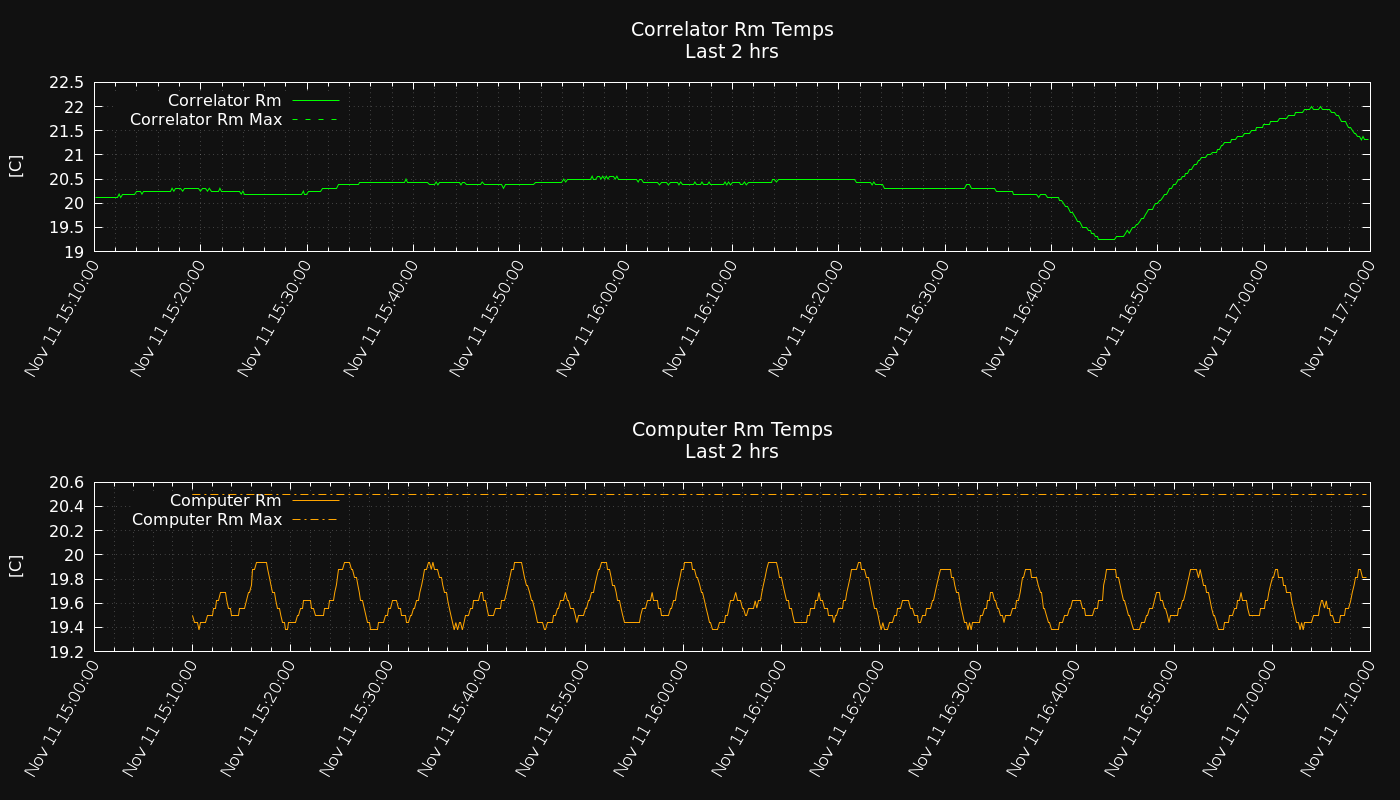 Correlator Rm Temps
Last 2 hrs
22.5
22
21.5
21
20.5
20
19.5
19
[C]
Correlator Rm
Correlator Rm Max
Nov 11 15:10:00
Nov 11 15:20:00
Nov 11 15:30:00
Nov 11 15:40:00
Nov 11 15:50:00
Nov 11 16:00:00
Nov 11 16:10:00
Nov 11 16:20:00
Nov 11 16:30:00
Nov 11 16:40:00
Nov 11 16:50:00
Nov 11 17:00:00
Nov 11 17:10:00
Computer Rm Temps
Last 2 hrs
20.6
20.4
20.2
20
19.8
19.6
19.4
19.2
[C]
Computer Rm
Computer Rm Max
Nov 11 15:00:00
Nov 11 15:10:00
Nov 11 15:20:00
Nov 11 15:30:00
Nov 11 15:40:00
Nov 11 15:50:00
Nov 11 16:00:00
Nov 11 16:10:00
Nov 11 16:20:00
Nov 11 16:30:00
Nov 11 16:40:00
Nov 11 16:50:00
Nov 11 17:00:00
Nov 11 17:10:00